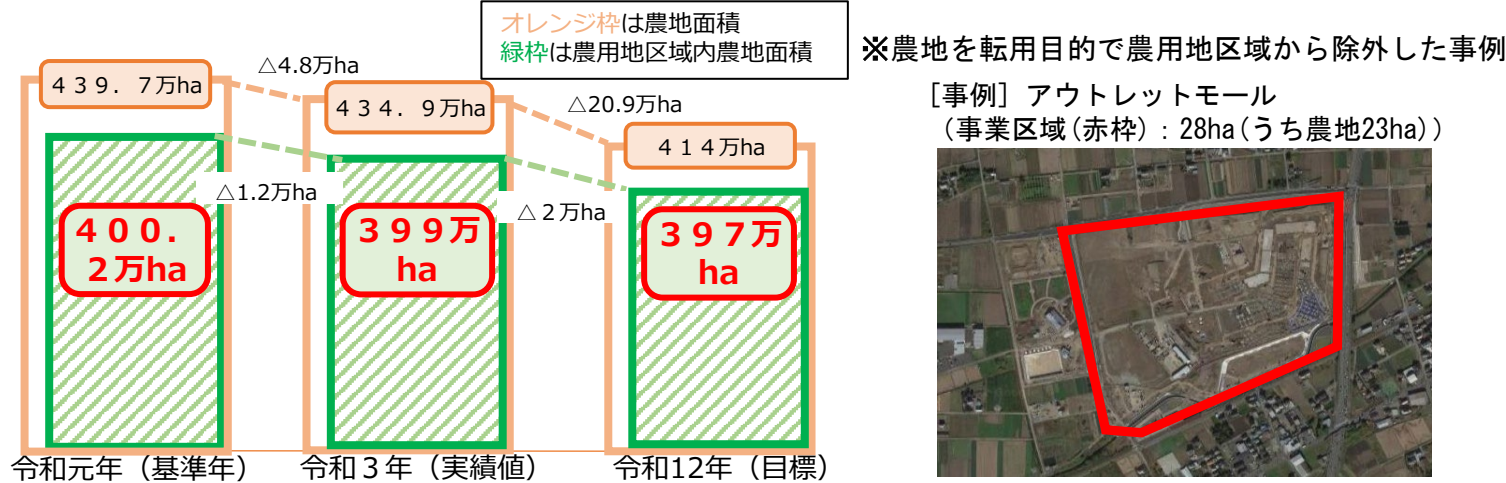 オレンジ枠は農地面積
緑枠は農用地区域内農地面積
439.7万ha
△4.8万ha
434.9万ha
△20.9万ha
414万ha
△1.2万ha
△2万ha
400.
2万ha
399万
ha
397万
ha
令和元年（基準年）
令和３年（実績値）
令和12年（目標）
※農地を転用目的で農用地区域から除外した事例
［事例］アウトレットモール
（事業区域(赤枠)：28ha(うち農地23ha)）